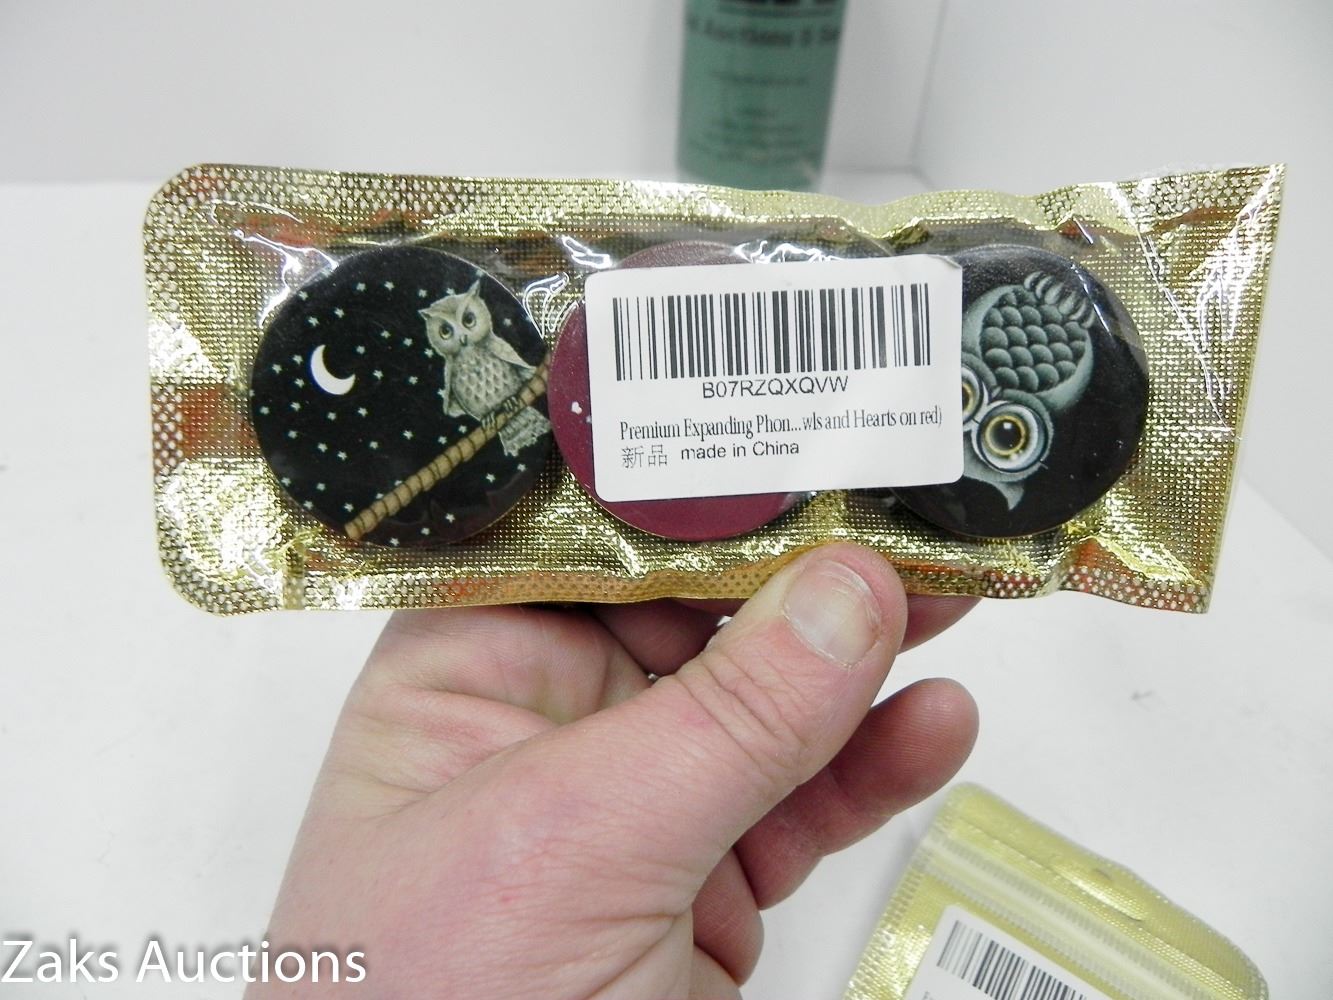 B07RZQXQVW
Premium Expanding Phon...wls and Hearts on red)
新品 made in China
Zaks Auctions